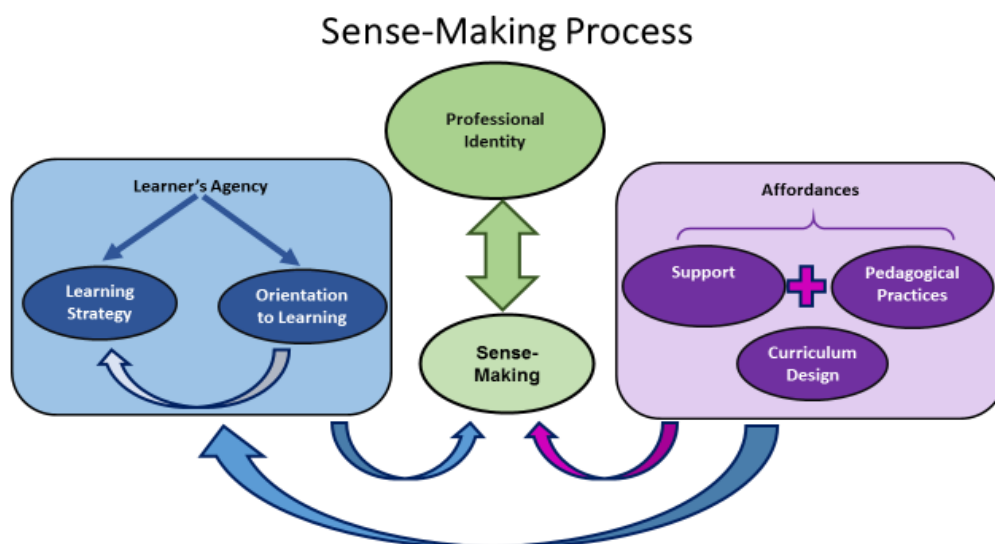 Sense-Making Process
Professional
Identity
Learner's Agency
Learning
Strategy
Orientation
to Learning
Sense-
Making
Affordances
Support
Pedagogical
Practices
Curriculum
Design